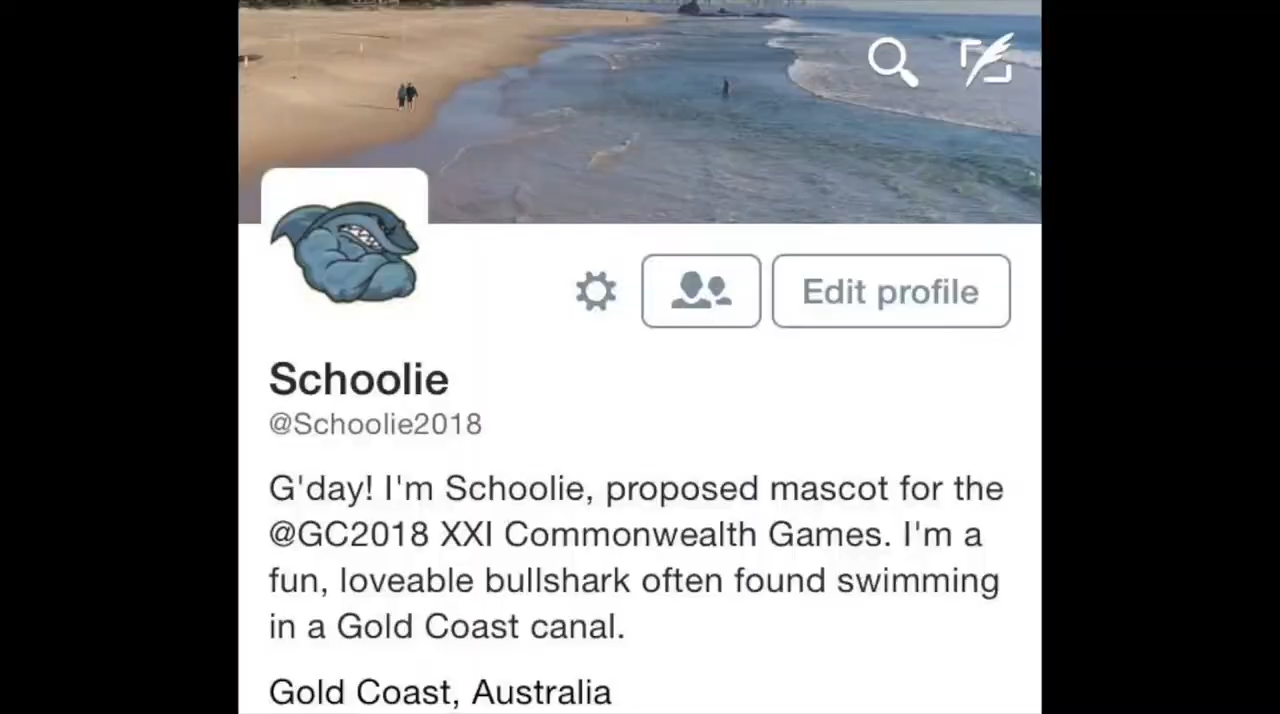 Edit profile
Schoolie
@Schoolie2018
G'day! I'm Schoolie, proposed mascot for the
@GC2018 XXI Commonwealth Games. I'm a
fun, loveable bullshark often found swimming
in a Gold Coast canal.
Gold Coast, Australia